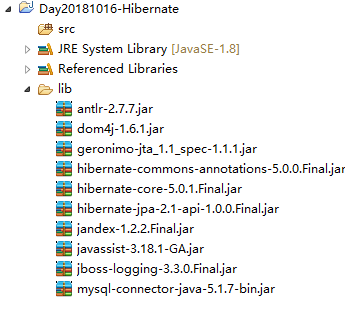 Day20181016-Hibernate
src
JRE System Library [JavaSE-1.8]
Referenced Libraries
lib
antlr-2.7.7.jar
dom4j-1.6.1.jar
geronimo-jta_1.1_spec-1.1.1.jar
hibernate-commons-annotations-5.0.0.Final.jar
hibernate-core-5.0.1.Final.jar
hibernate-jpa-2.1-api-1.0.0.Final.jar
jandex-1.2.2.Final.jar
javassist-3.18.1-GA.jar
jboss-logging-3.3.0.Final.jar
mysql-connector-java-5.1.7-bin.jar